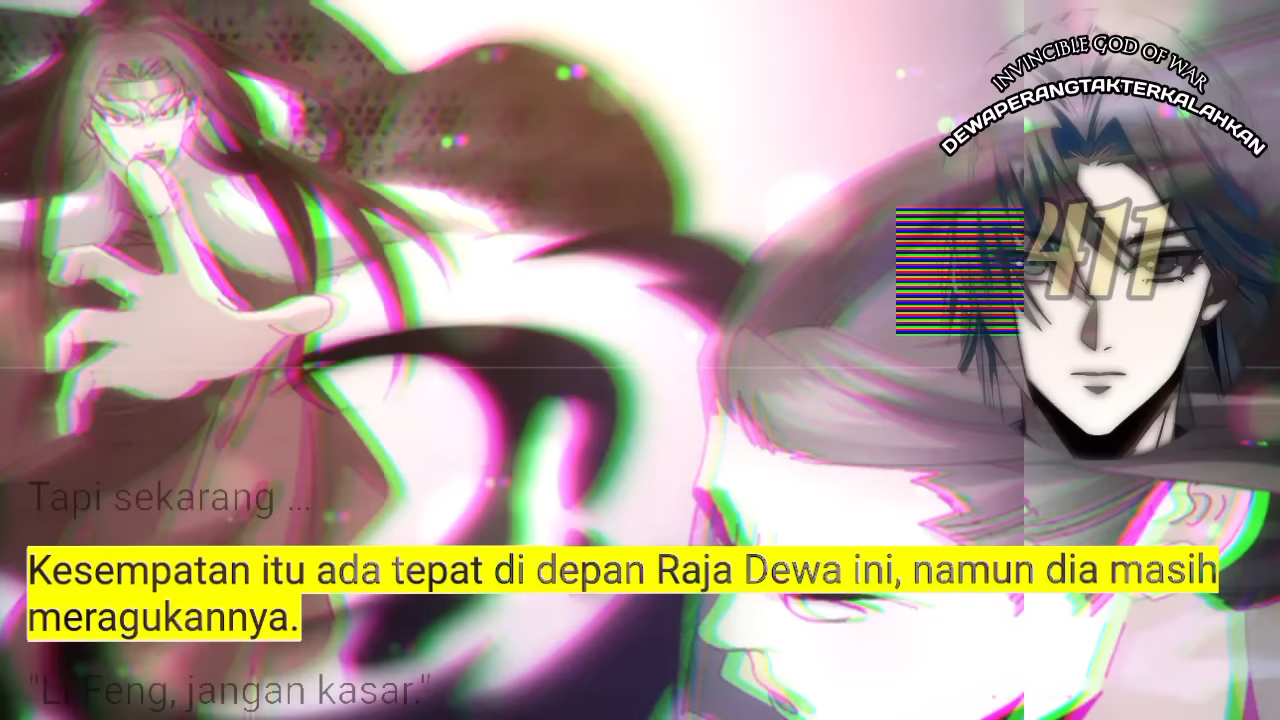 INVINCIBLE GOD OF WAR
DEWAPERANGTAKTERKALAHKAN
411
Tapi sekarang ...
Kesempatan itu ada tepat di depan Raja Dewa ini, namun dia masih
meragukannya.
"Li Feng, jangan kasar."